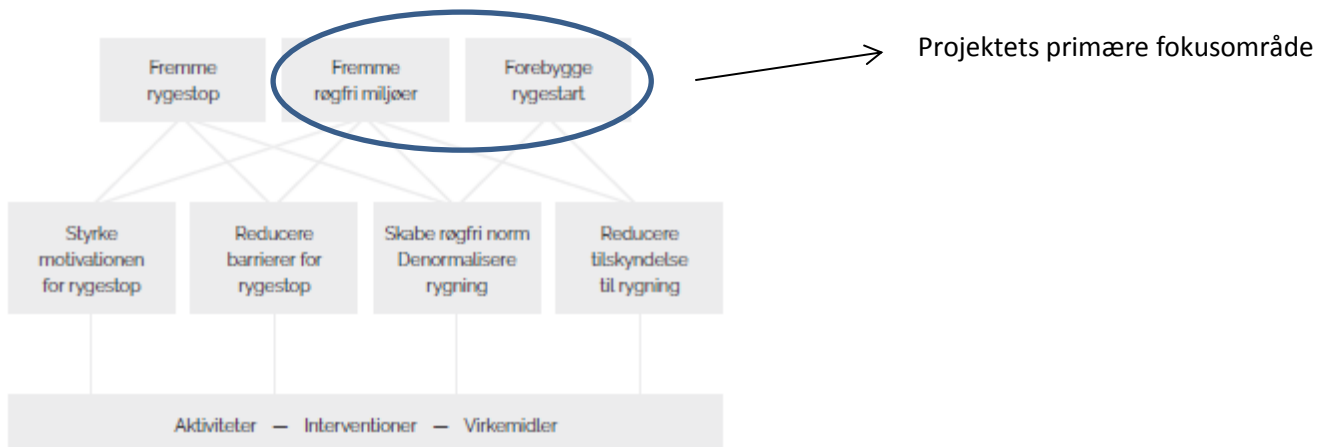 Projektets primære fokusområde
Fremme
rygestop
Fremme
røgfri miljøer
Forebygge
rygestart
Styrke
motivationen
for rygestop
Reducere
barrierer for
rygestop
Skabe røgfri norm
Denormalisere
rygning
Reducere
tilskyndelse
til rygning
Aktiviteter — Interventioner — Virkemidler